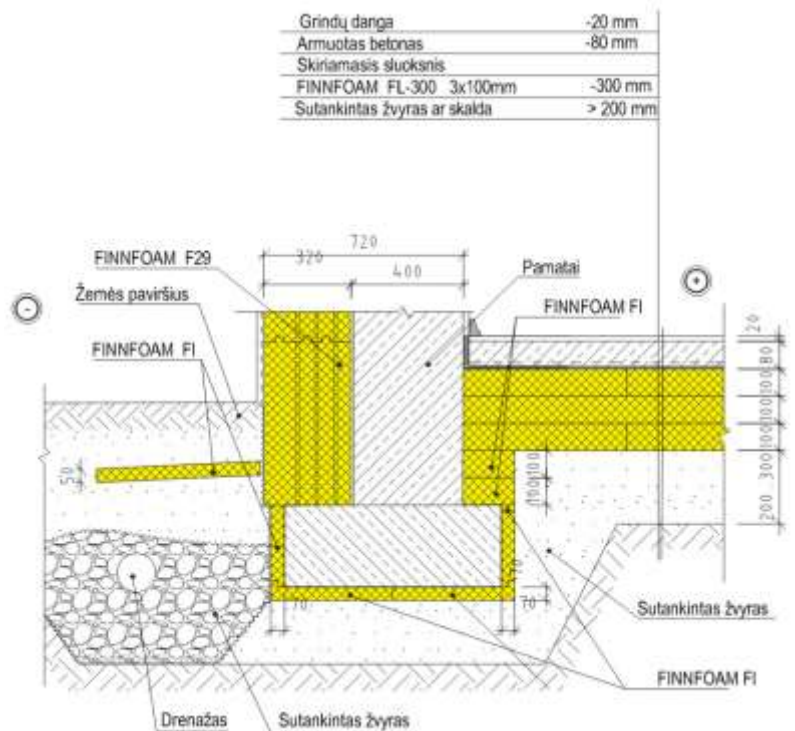 Grindų danga -20 mm
Armuotas betonas -80 mm
Skiriamasis sluoksnis
FINNFOAM FL-300 3x100mm -300 mm
Sutankintas žvyras ar skalda > 200 mm
720
FINNFOAM F29
320
400
Pamatai
-
+
Žemės paviršius
FINNFOAM FI
FINNFOAM FI
20
80
100
100
100
300
200
100
100
50
70
70
70
Sutankintas žvyras
FINNFOAM FI
Drenažas
Sutankintas žvyras